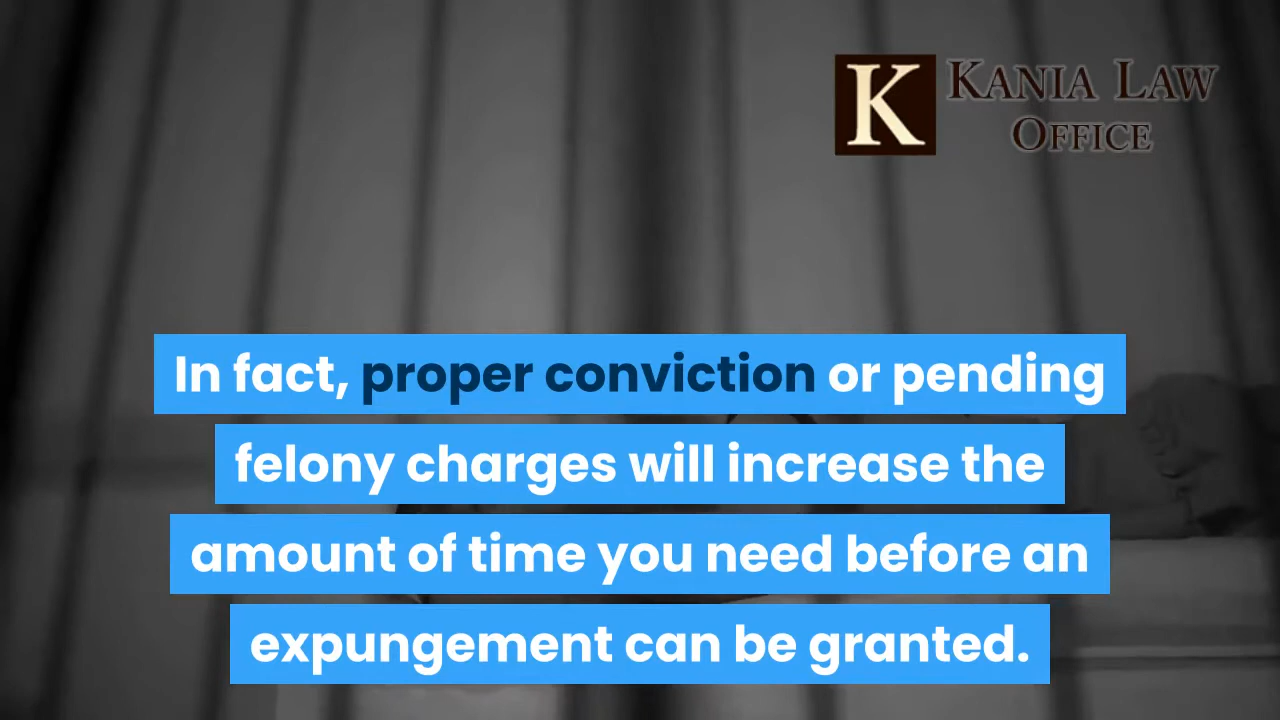 K
KANIA LAW
OFFICE
In fact, proper conviction or pending
felony charges will increase the
amount of time you need before an
expungement can be granted.